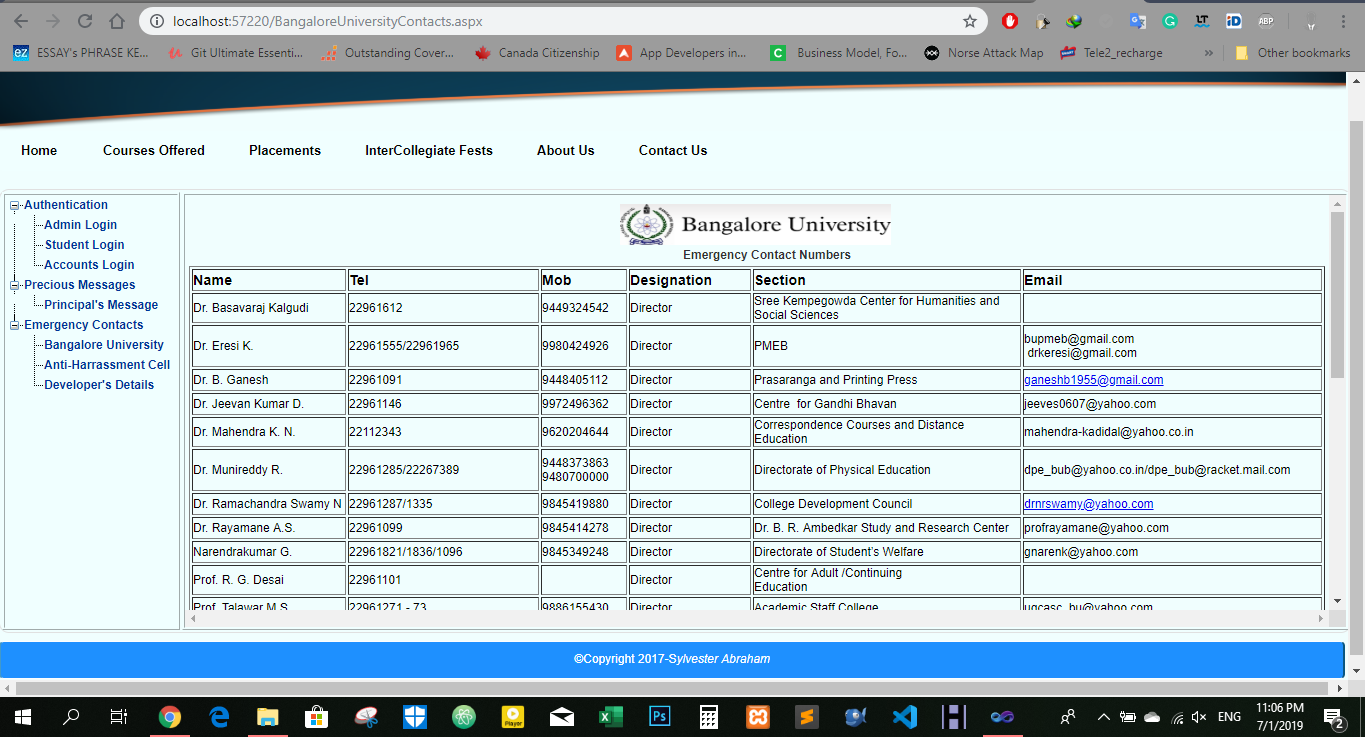 localhost:57220/BangaloreUniversityContacts.aspx
ESSAY's PHRASE KE...
Git Ultimate Essenti...
Outstanding Cover...
Canada Citizenship
App Developers in...
Business Model, Fo...
Norse Attack Map
Tele2_recharge
»
Other bookmarks
Home
Courses Offered
Placements
InterCollegiate Fests
About Us
Contact Us
Authentication
Admin Login
Student Login
Accounts Login
Precious Messages
Principal's Message
Emergency Contacts
Bangalore University
Anti-Harrassment Cell
Developer's Details
Bangalore University
Emergency Contact Numbers
Name Tel Mob Designation Section Email
Dr. Basavaraj Kalgudi 22961612 9449324542 Director Sree Kempegowda Center for Humanities and
Social Sciences
Dr. Eresi K. 22961555/22961965 9980424926 Director PMEB bupmeb@gmail.com
drkeresi@gmail.com
Dr. B. Ganesh 22961091 9448405112 Director Prasaranga and Printing Press ganeshb1955@gmail.com
Dr. Jeevan Kumar D. 22961146 9972496362 Director Centre for Gandhi Bhavan jeeves0607@yahoo.com
Dr. Mahendra K. N. 22112343 9620204644 Director Correspondence Courses and Distance
Education mahendra-kadidal@yahoo.co.in
Dr. Munireddy R. 22961285/22267389 9448373863
9480700000 Director Directorate of Physical Education dpe_bub@yahoo.co.in/dpe_bub@racket.mail.com
Dr. Ramachandra Swamy N 22961287/1335 9845419880 Director College Development Council drnrswamy@yahoo.com
Dr. Rayamane A.S. 22961099 9845414278 Director Dr. B. R. Ambedkar Study and Research Center profrayamane@yahoo.com
Narendrakumar G. 22961821/1836/1096 9845349248 Director Directorate of Student's Welfare gnarenk@yahoo.com
Prof. R. G. Desai 22961101 Director Centre for Adult /Continuing
Education
Prof. Talawar M.S. 22961271 - 73 9886155430 Director Academic Staff College ugcasc_bu@yahoo.com
©Copyright 2017-Sylvester Abraham
ENG
11:06 PM
7/1/2019
2